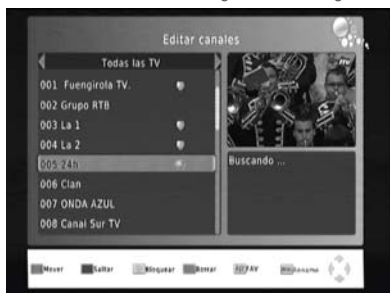 Editar canales
Todas las TV
001 Fuengirola TV.
002 Grupo RTB
003 La 1
004 La 2
005 24h
006 Clan
007 ONDA AZUL
008 Canal Sur TV
Buscando ...
Mover Saltar Bloquear Borrar FAV Rename